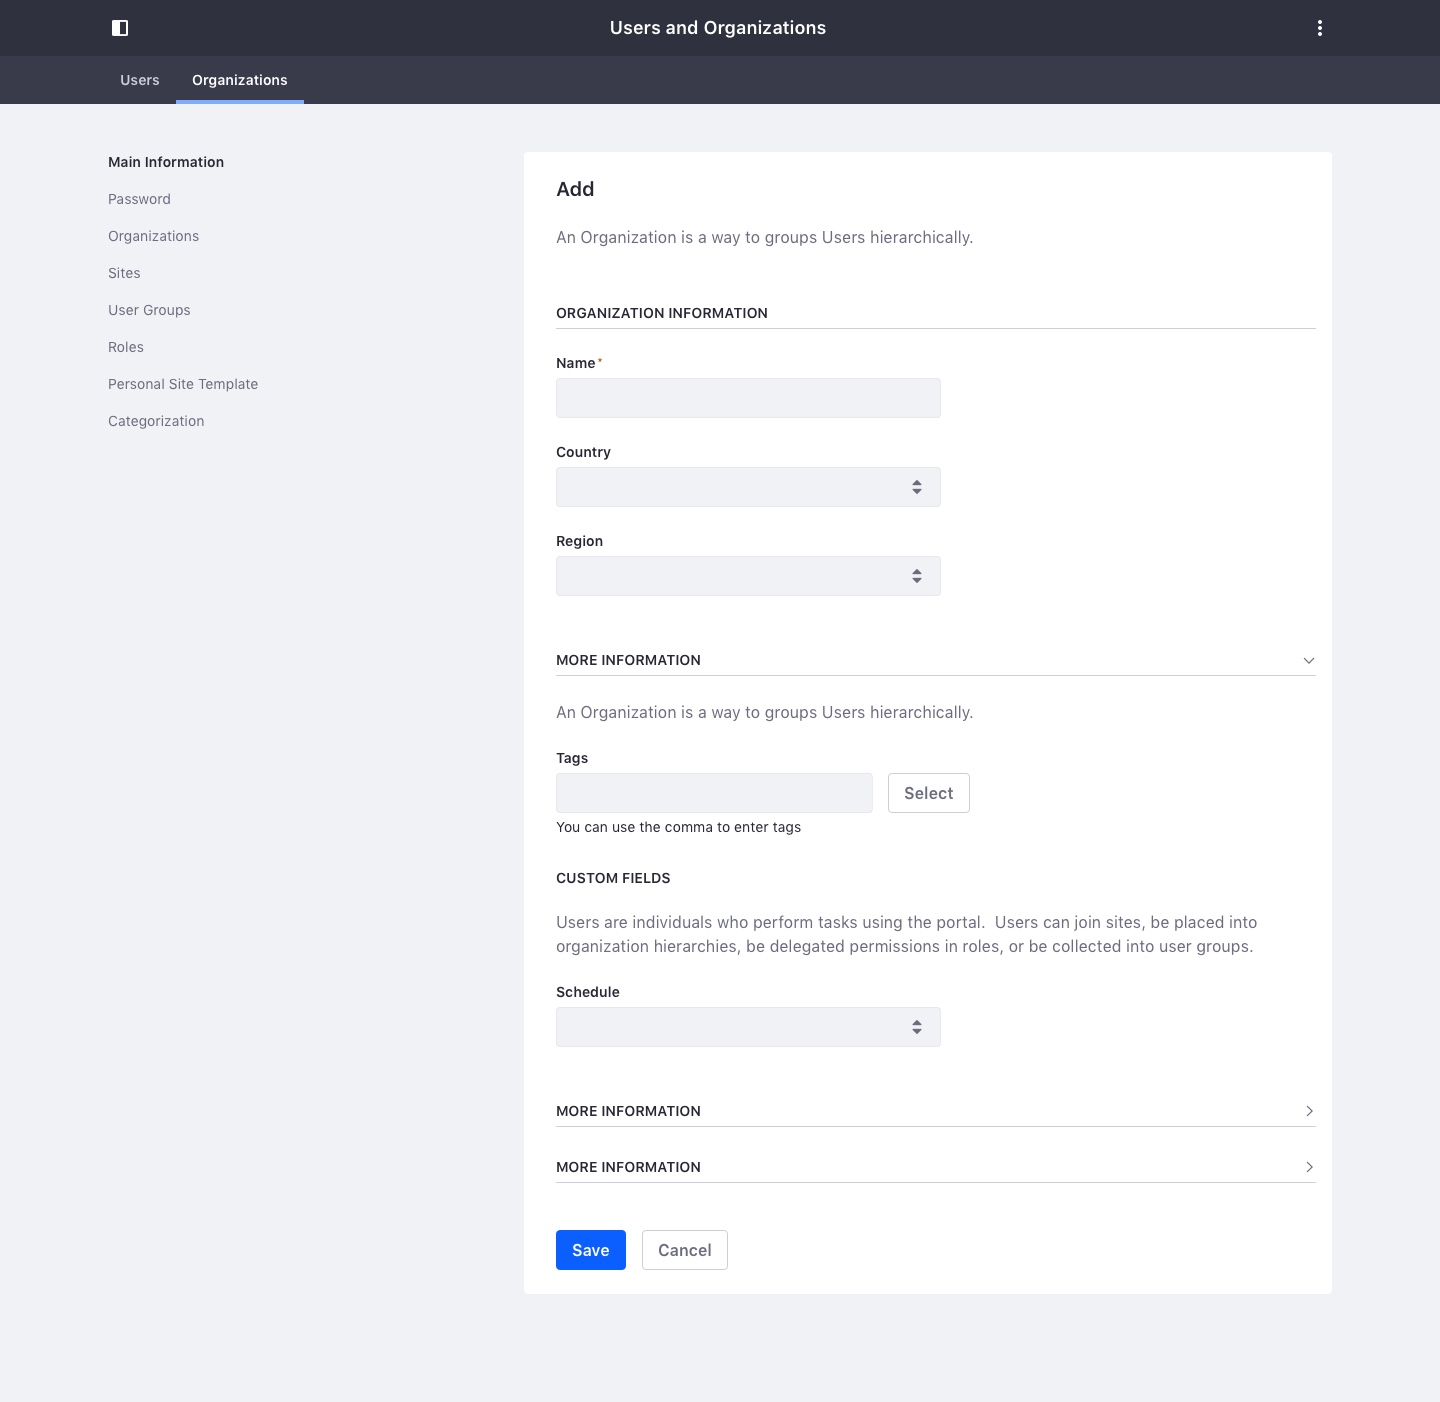 Users and Organizations
Users
Organizations
Main Information
Password
Organizations
Sites
User Groups
Roles
Personal Site Template
Categorization
Add
An Organization is a way to groups Users hierarchically.
ORGANIZATION INFORMATION
Name*
Country
Region
MORE INFORMATION
An Organization is a way to groups Users hierarchically.
Tags
Select
You can use the comma to enter tags
CUSTOM FIELDS
Users are individuals who perform tasks using the portal.  Users can join sites, be placed into
organization hierarchies, be delegated permissions in roles, or be collected into user groups.
Schedule
MORE INFORMATION
MORE INFORMATION
Save
Cancel